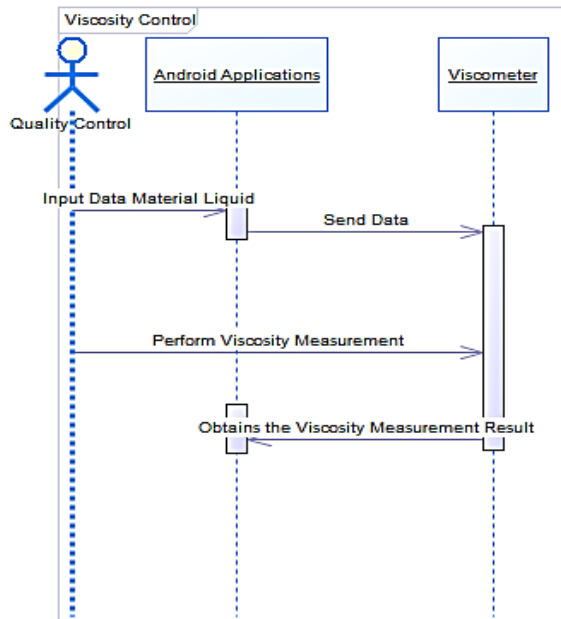 Viscosity Control
Android Applications
Viscometer
Quality Control
Input Data Material Liquid
Send Data
Perform Viscosity Measurement
Obtains the Viscosity Measurement Result